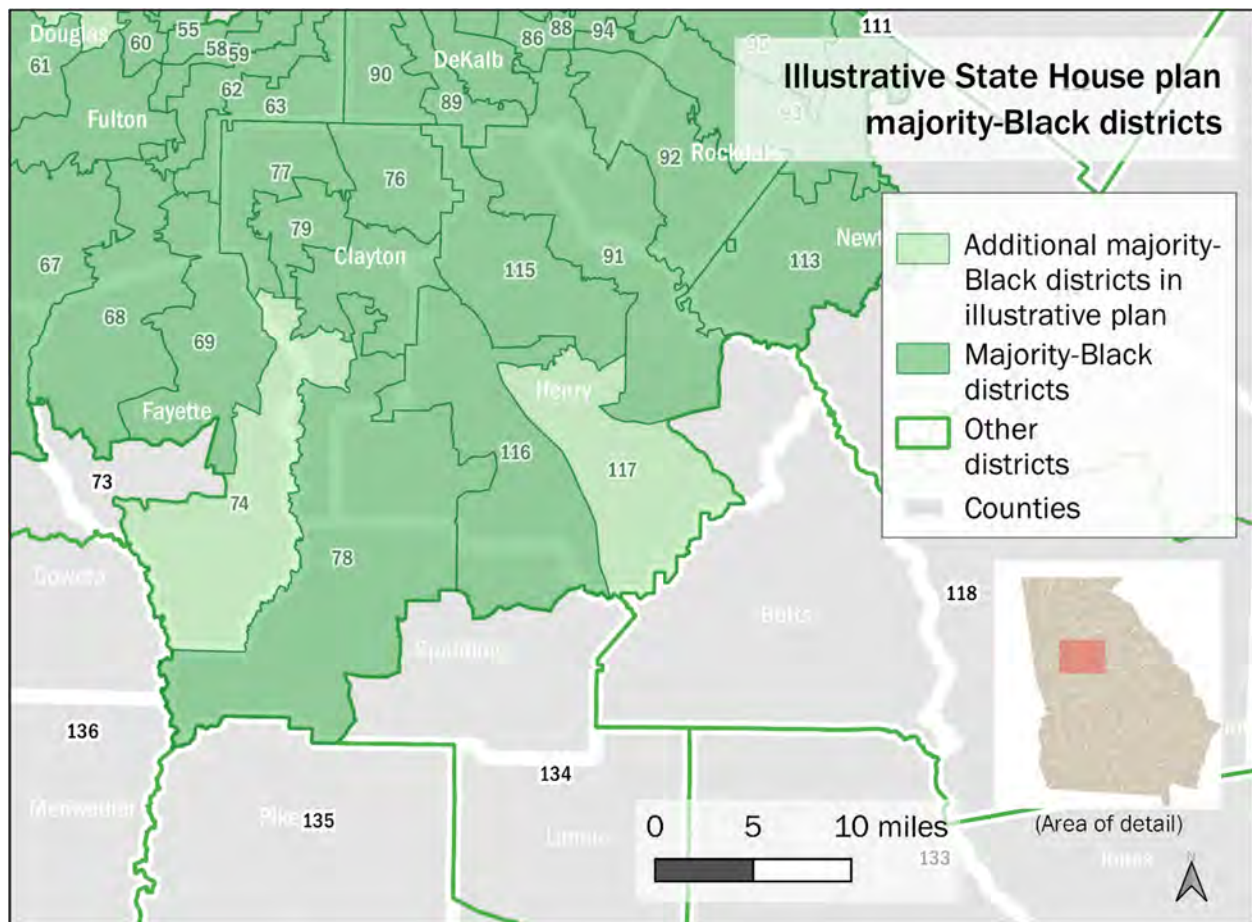 Illustrative State House plan
majority-Black districts
Additional majority-
Black districts in
illustrative plan
Majority-Black
districts
Other
districts
Counties
Douglas
60
55
58
59
61
62
63
Fulton
90
DeKalb
89
86
88
94
111
95
93
92
Rockdale
77
76
79
Clayton
115
91
113
67
68
69
Fayette
Henry
73
74
116
117
78
Coweta
Spalding
Butts
118
136
134
Meriwether
Pike
135
Lamar
133
0 5 10 miles
(Area of detail)
N